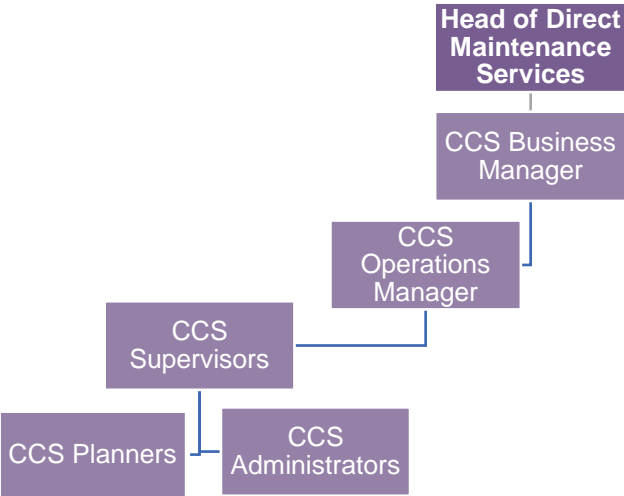 Head of Direct
Maintenance
Services
CCS Business
Manager
CCS
Operations
Manager
CCS
Supervisors
CCS Planners
CCS
Administrators